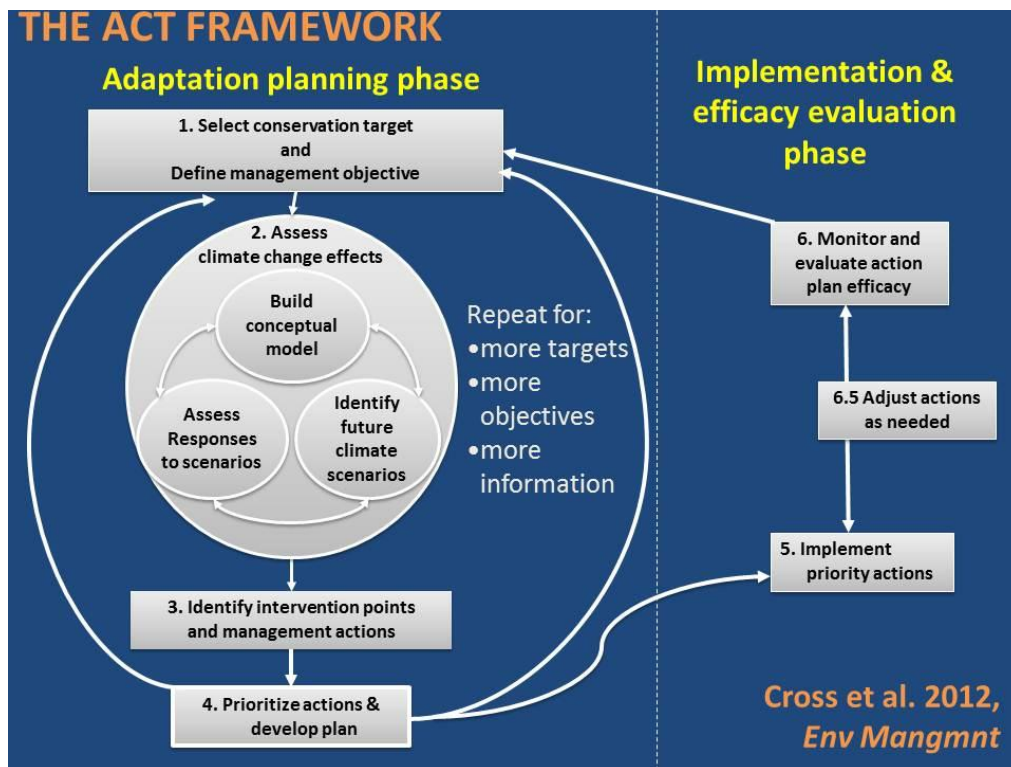 THE ACT FRAMEWORK
Adaptation planning phase
1. Select conservation target
and
Define management objective
2. Assess
climate change effects
Build
conceptual
model
Assess
Responses
to scenarios
Identify
future
climate
scenarios
Repeat for:
•more targets
•more
objectives
•more
information
3. Identify intervention points
and management actions
4. Prioritize actions &
develop plan
Implementation &
efficacy evaluation
phase
6. Monitor and
evaluate action
plan efficacy
6.5 Adjust actions
as needed
5. Implement
priority actions
Cross et al. 2012,
Env Mangmnt